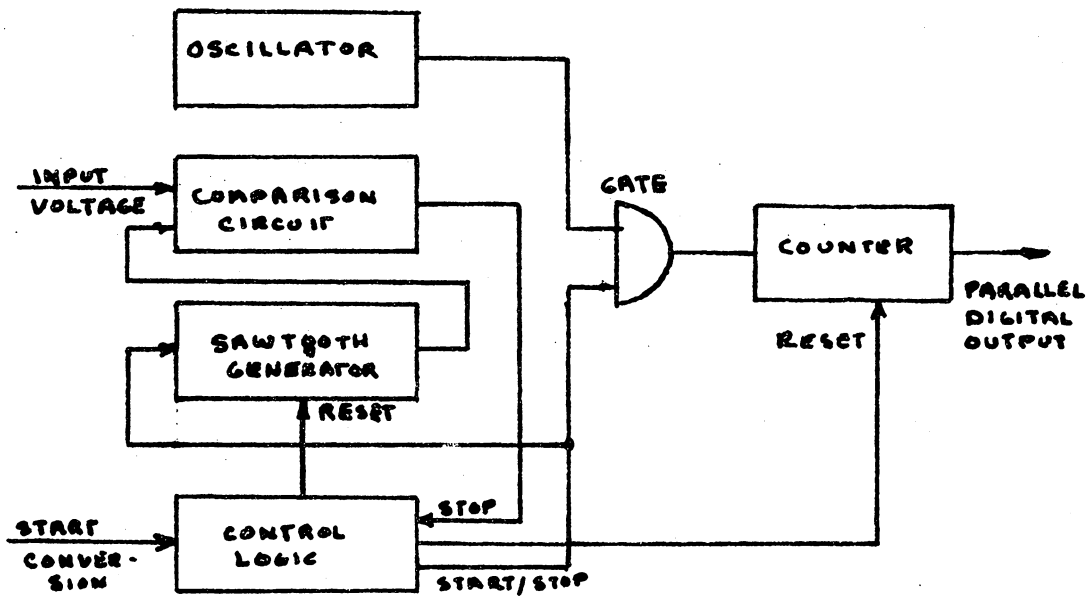 OSCILLATOR
INPUT
VOLTAGE
COMPARISON
CIRCUIT
GATE
COUNTER
PARALLEL
DIGITAL
OUTPUT
SAWTOOTH
GENERATOR
RESET
RESET
START
CONVER-
SION
CONTROL
LOGIC
STOP
START/STOP